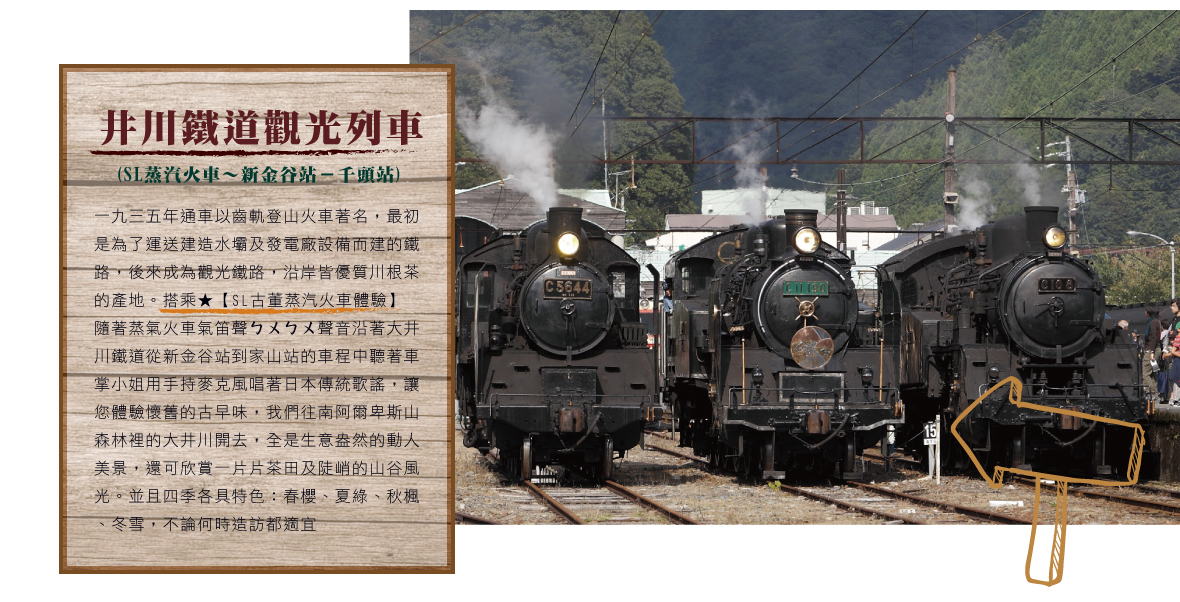 井川鐵道觀光列車
(SL蒸汽火車～新金谷站－千頭站)
一九三五年通車以齒軌登山火車著名，最初
是為了運送建造水壩及發電廠設備而建的鐵
路，後來成為觀光鐵路，沿岸皆優質川根茶
的產地。搭乘★【SL古董蒸汽火車體驗】
隨著蒸氣火車氣笛聲ㄅㄨㄅㄨ聲音沿著大井
川鐵道從新金谷站到家山站的車程中聽著車
掌小姐用手持麥克風唱著日本傳統歌謠，讓
您體驗懷舊的古早味，我們往南阿爾卑斯山
森林裡的大井川開去，全是生意盎然的動人
美景，還可欣賞一片片茶田及陡峭的山谷風
光。並且四季各具特色：春櫻、夏綠、秋楓
、冬雪，不論何時造訪都適宜
C5644
C11190
C108
15